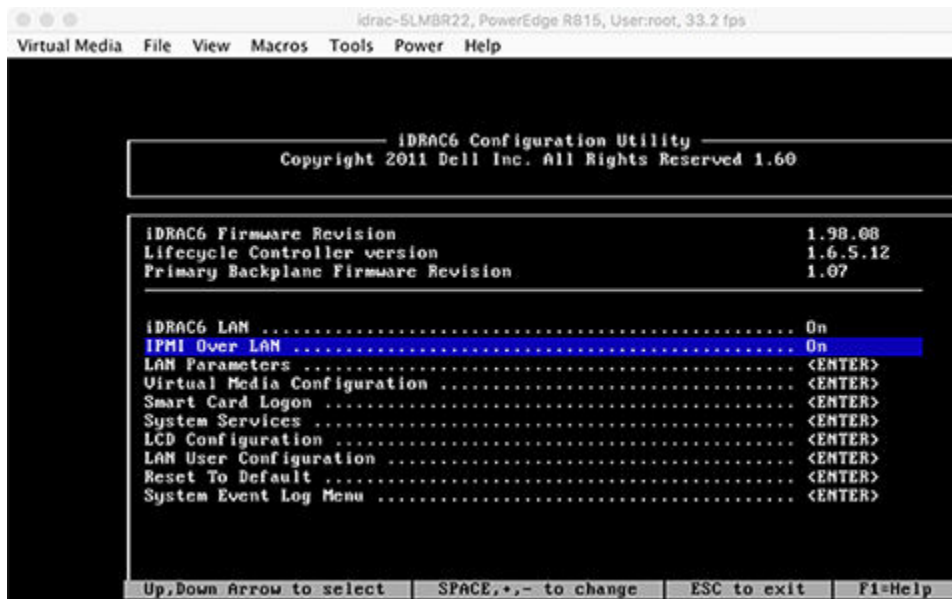 idrac-5LMBR22, PowerEdge R815, User:root, 33.2 fps
Virtual Media File View Macros Tools Power Help
iDRAC6 Configuration Utility
Copyright 2011 Dell Inc. All Rights Reserved 1.60
iDRAC6 Firmware Revision 1.98.08
Lifecycle Controller version 1.6.5.12
Primary Backplane Firmware Revision 1.07
iDRAC6 LAN ................................................... On
IPMI Over LAN ................................................ On
LAN Parameters ............................................... <ENTER>
Virtual Media Configuration .................................. <ENTER>
Smart Card Logon ............................................. <ENTER>
System Services .............................................. <ENTER>
LCD Configuration ............................................ <ENTER>
LAN User Configuration ....................................... <ENTER>
Reset To Default ............................................. <ENTER>
System Event Log Menu ........................................ <ENTER>
Up,Down Arrow to select SPACE,+,- to change ESC to exit F1=Help